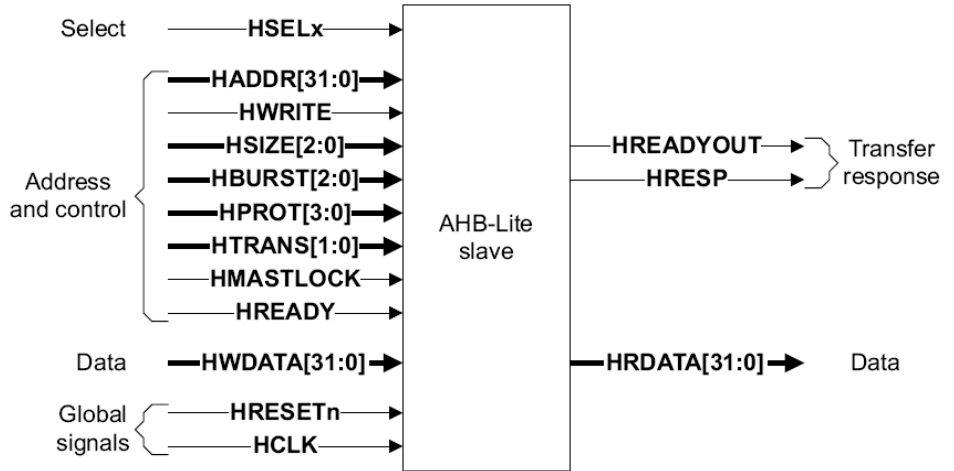 Select
HSELx
HADDR[31:0]
HWRITE
HSIZE[2:0]
HBURST[2:0]
HPROT[3:0]
HTRANS[1:0]
HMASTLOCK
HREADY
Address
and control
Data
HWDATA[31:0]
Global
signals
HRESETn
HCLK
AHB-Lite
slave
HREADYOUT
HRESP
Transfer
response
HRDATA[31:0]
Data